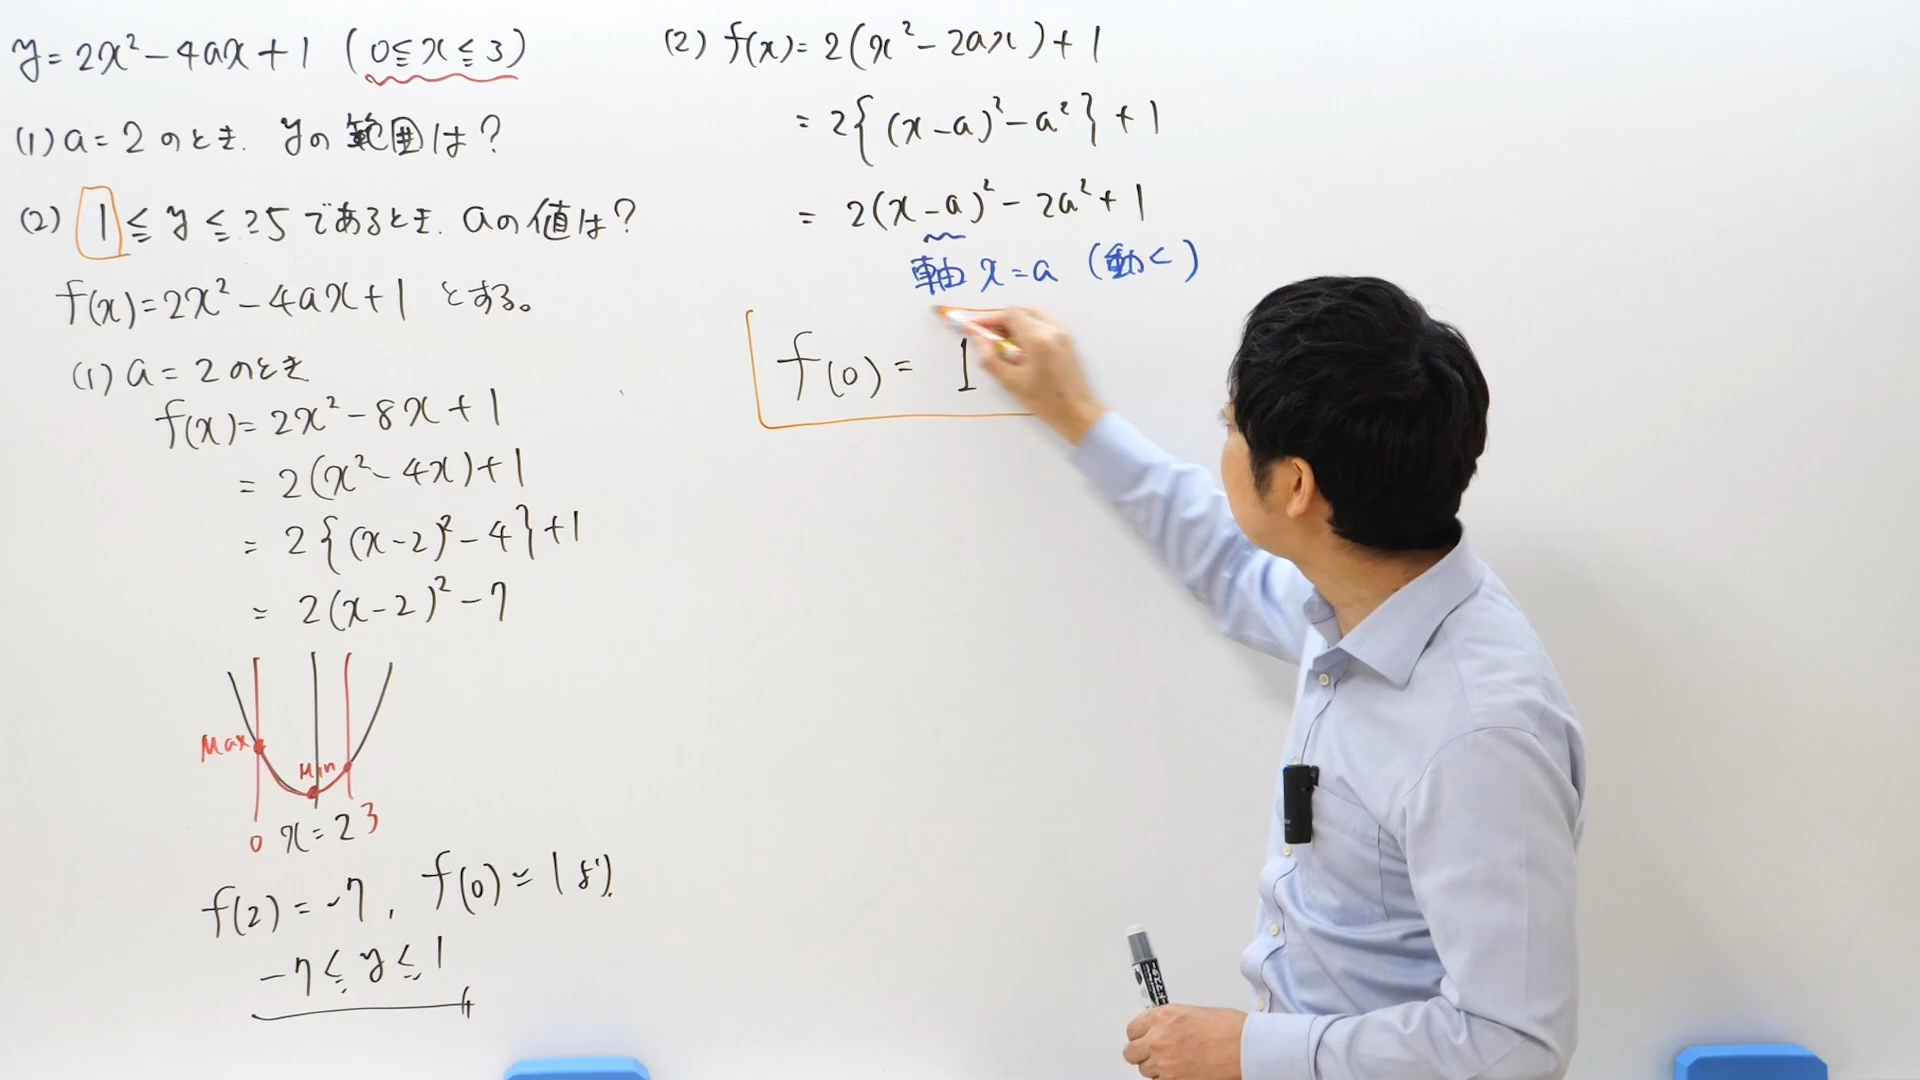 y=2x²-4ax+1 (0≦x≦3)
(1) a=2のとき. yの範囲は?
(2) 1≦y≦25であるとき. aの値は?
f(x)=2x²-4ax+1 とする。
(1) a=2のとき
f(x)=2x²-8x+1
=2(x²-4x)+1
=2{(x-2)²-4}+1
=2(x-2)²-7
Max
Min
0 x=2 3
f(2)=-7, f(0)=1より.
-7≦y≦1
(2) f(x)=2(x²-2ax)+1
=2{(x-a)²-a²}+1
=2(x-a)²-2a²+1
軸 x=a (動く)
f(0)= 1